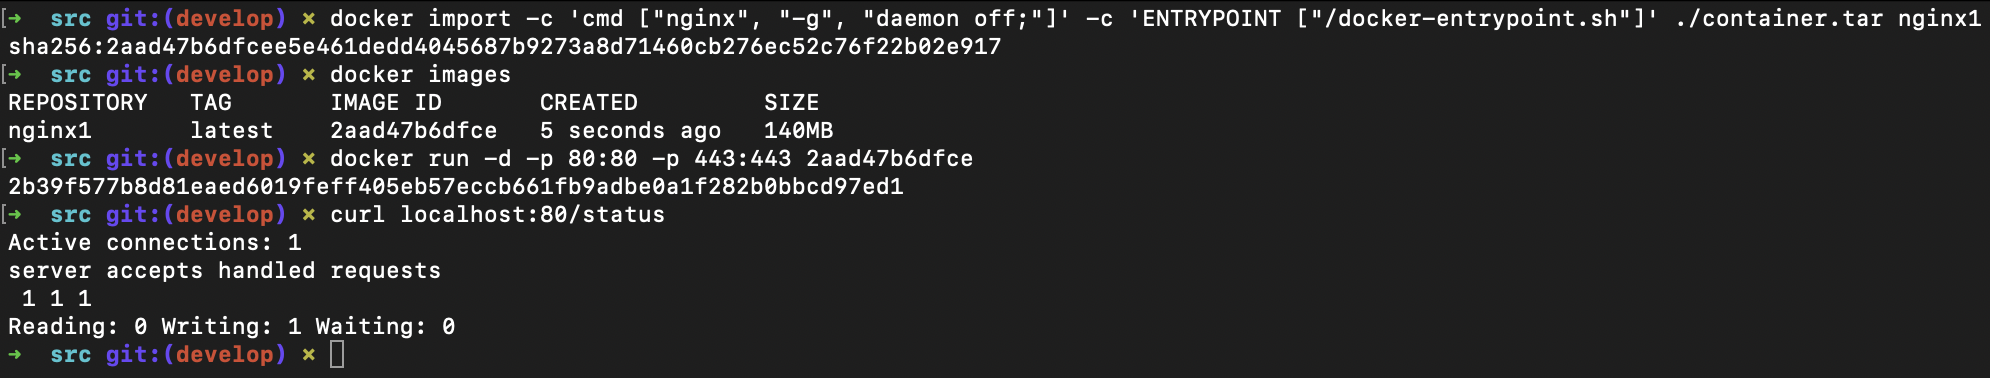 [→  src git:(develop) × docker import -c 'cmd ["nginx", "-g", "daemon off;"]' -c 'ENTRYPOINT ["/docker-entrypoint.sh"]' ./container.tar nginx1
sha256:2aad47b6dfcee5e461dedd4045687b9273a8d71460cb276ec52c76f22b02e917
[→  src git:(develop) × docker images
REPOSITORY   TAG       IMAGE ID       CREATED         SIZE
nginx1       latest    2aad47b6dfce   5 seconds ago   140MB
[→  src git:(develop) × docker run -d -p 80:80 -p 443:443 2aad47b6dfce
2b39f577b8d81eaed6019feff405eb57eccb661fb9adbe0a1f282b0bbcd97ed1
[→  src git:(develop) × curl localhost:80/status
Active connections: 1
server accepts handled requests
 1 1 1
Reading: 0 Writing: 1 Waiting: 0
→  src git:(develop) ×